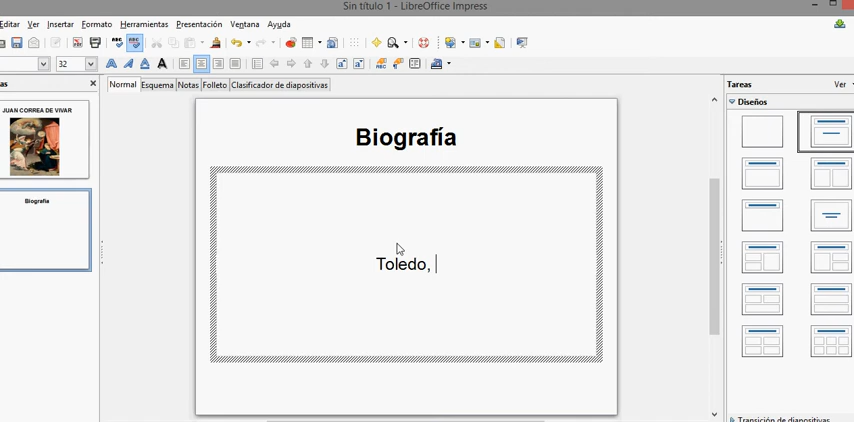 Sin título 1 - LibreOffice Impress
Editar Ver Insertar Formato Herramientas Presentación Ventana Ayuda
32
Normal Esquema Notas Folleto Clasificador de diapositivas
Tareas Ver
Diseños
JUAN CORREA DE VIVAR
Biografía
Biografía
Toledo,
Transición de diapositivas